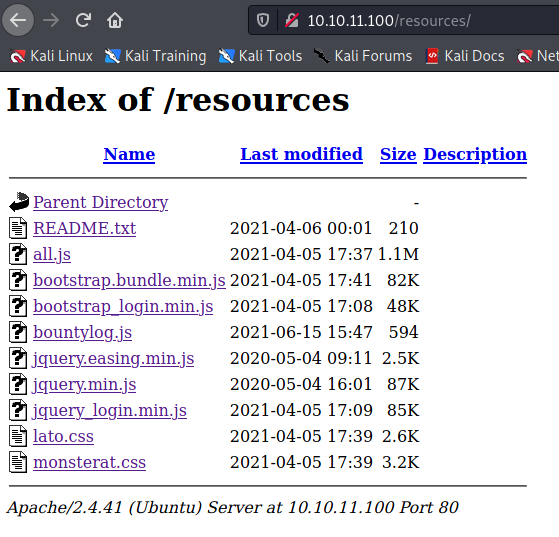 10.10.11.100/resources/
Kali Linux Kali Training Kali Tools Kali Forums Kali Docs Net
Index of /resources
Name Last modified Size Description
Parent Directory -
README.txt 2021-04-06 00:01 210
all.js 2021-04-05 17:37 1.1M
bootstrap.bundle.min.js 2021-04-05 17:41 82K
bootstrap_login.min.js 2021-04-05 17:08 48K
bountylog.js 2021-06-15 15:47 594
jquery.easing.min.js 2020-05-04 09:11 2.5K
jquery.min.js 2020-05-04 16:01 87K
jquery_login.min.js 2021-04-05 17:09 85K
lato.css 2021-04-05 17:39 2.6K
monsterat.css 2021-04-05 17:39 3.2K
Apache/2.4.41 (Ubuntu) Server at 10.10.11.100 Port 80